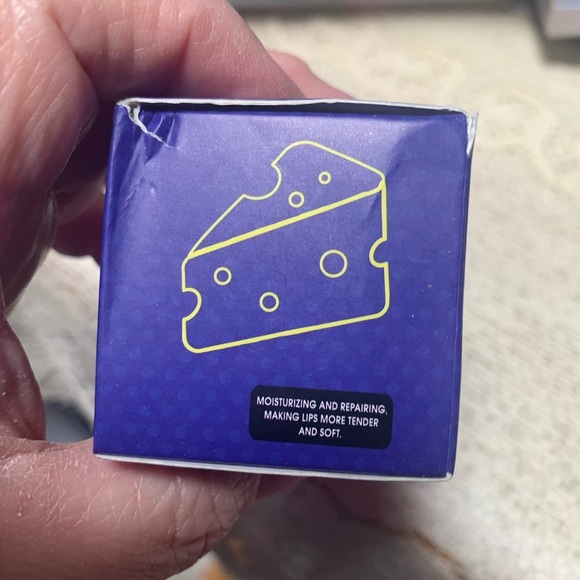 MOISTURIZING AND REPAIRING,
MAKING LIPS MORE TENDER
AND SOFT.